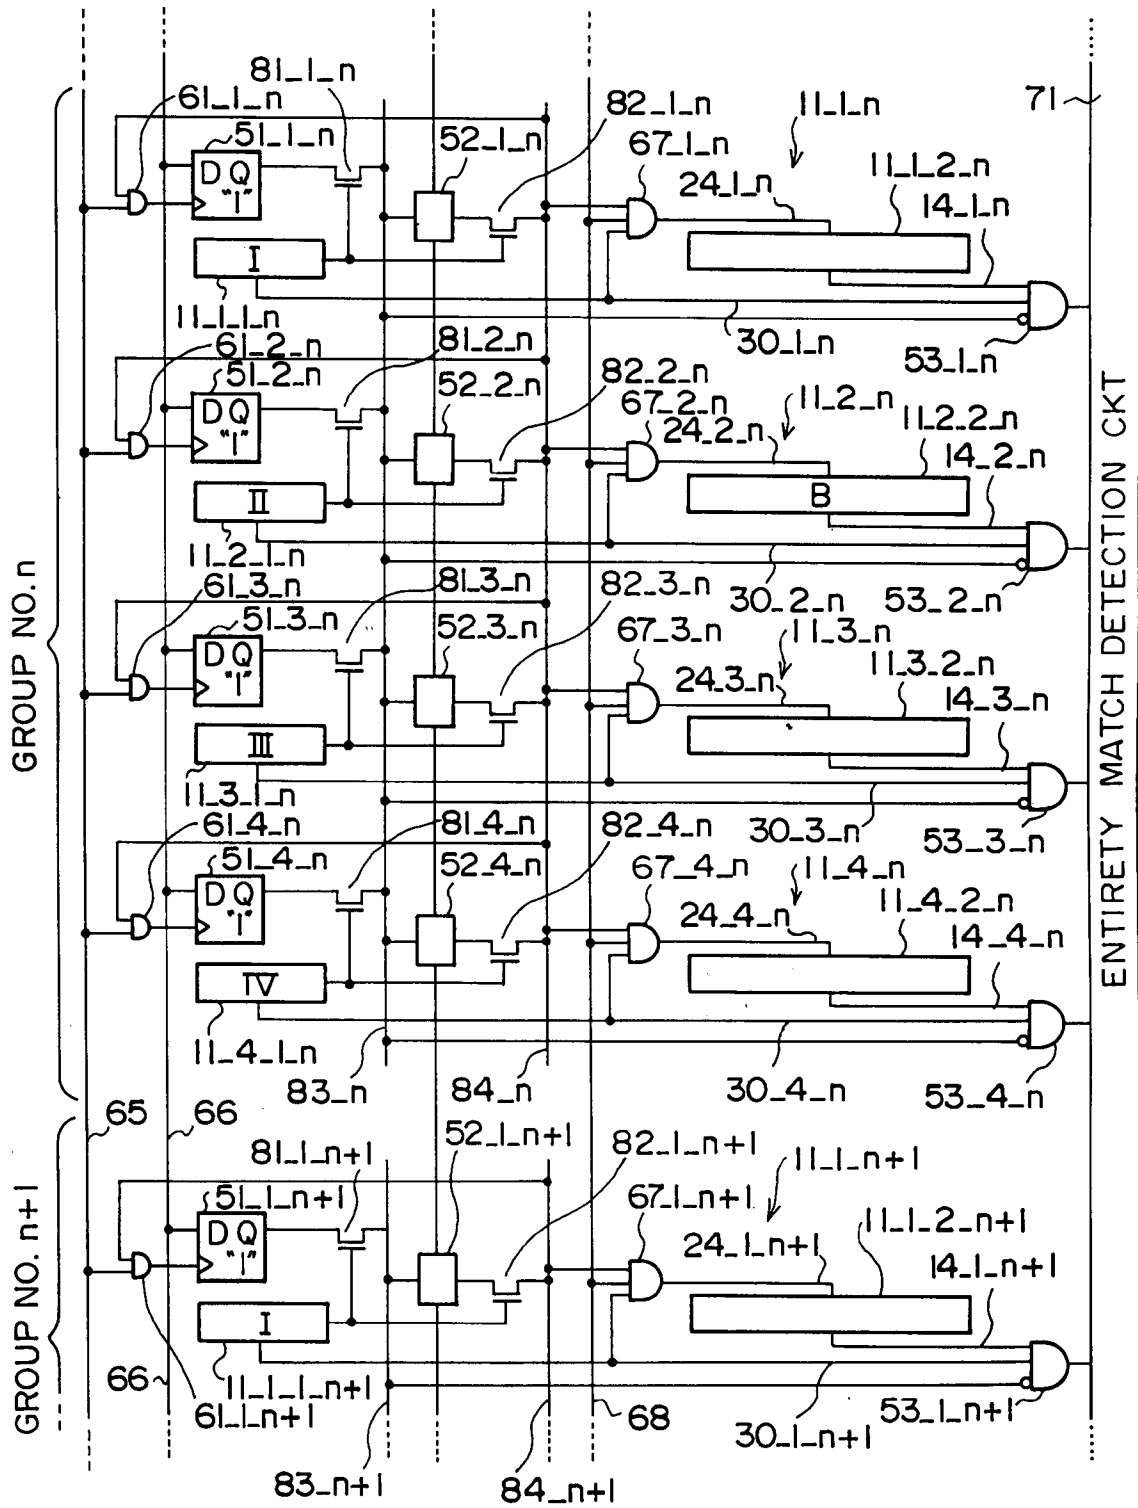 81_1_n
61_1_n
82_1_n
11_1_n
71
51_1_n
52_1_n
67_1_n
24_1_n
11_1_2_n
14_1_n
D Q
"1"
I
11_1_1_n
30_1_n
53_1_n
61_2_n
81_2_n
51_2_n
52_2_n
82_2_n
67_2_n
24_2_n
11_2_n
11_2_2_n
14_2_n
D Q
"1"
II
B
11_2_1_n
30_2_n
53_2_n
61_3_n
81_3_n
82_3_n
51_3_n
52_3_n
67_3_n
11_3_n
24_3_n
11_3_2_n
14_3_n
D Q
"1"
III
11_3_1_n
30_3_n
53_3_n
61_4_n
81_4_n
82_4_n
51_4_n
52_4_n
67_4_n
11_4_n
24_4_n
11_4_2_n
14_4_n
D Q
"1"
IV
11_4_1_n
83_n
84_n
30_4_n
53_4_n
GROUP NO. n
ENTIRETY MATCH DETECTION CKT
65
66
52_1_n+1
82_1_n+1
81_1_n+1
11_1_n+1
51_1_n+1
67_1_n+1
24_1_n+1
11_1_2_n+1
14_1_n+1
D Q
"1"
I
66
11_1_1_n+1
61_1_n+1
68
30_1_n+1
53_1_n+1
83_n+1
84_n+1
GROUP NO. n+1